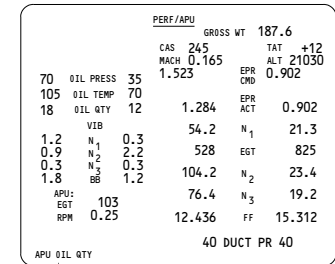 PERF/APU
GROSS WT 187.6
CAS 245 TAT +12
MACH 0.165 ALT 21030
70 OIL PRESS 35 1.523 EPR CMD 0.902
105 OIL TEMP 70
18 OIL QTY 12 1.284 EPR ACT 0.902
VIB 54.2 N1 21.3
1.2 N1 0.3
0.9 N2 2.2 528 EGT 825
0.3 N3 0.3
1.8 BB 1.2 104.2 N2 23.4
APU: 76.4 N3 19.2
EGT 103
RPM 0.25 12.436 FF 15.312
40 DUCT PR 40
APU OIL QTY